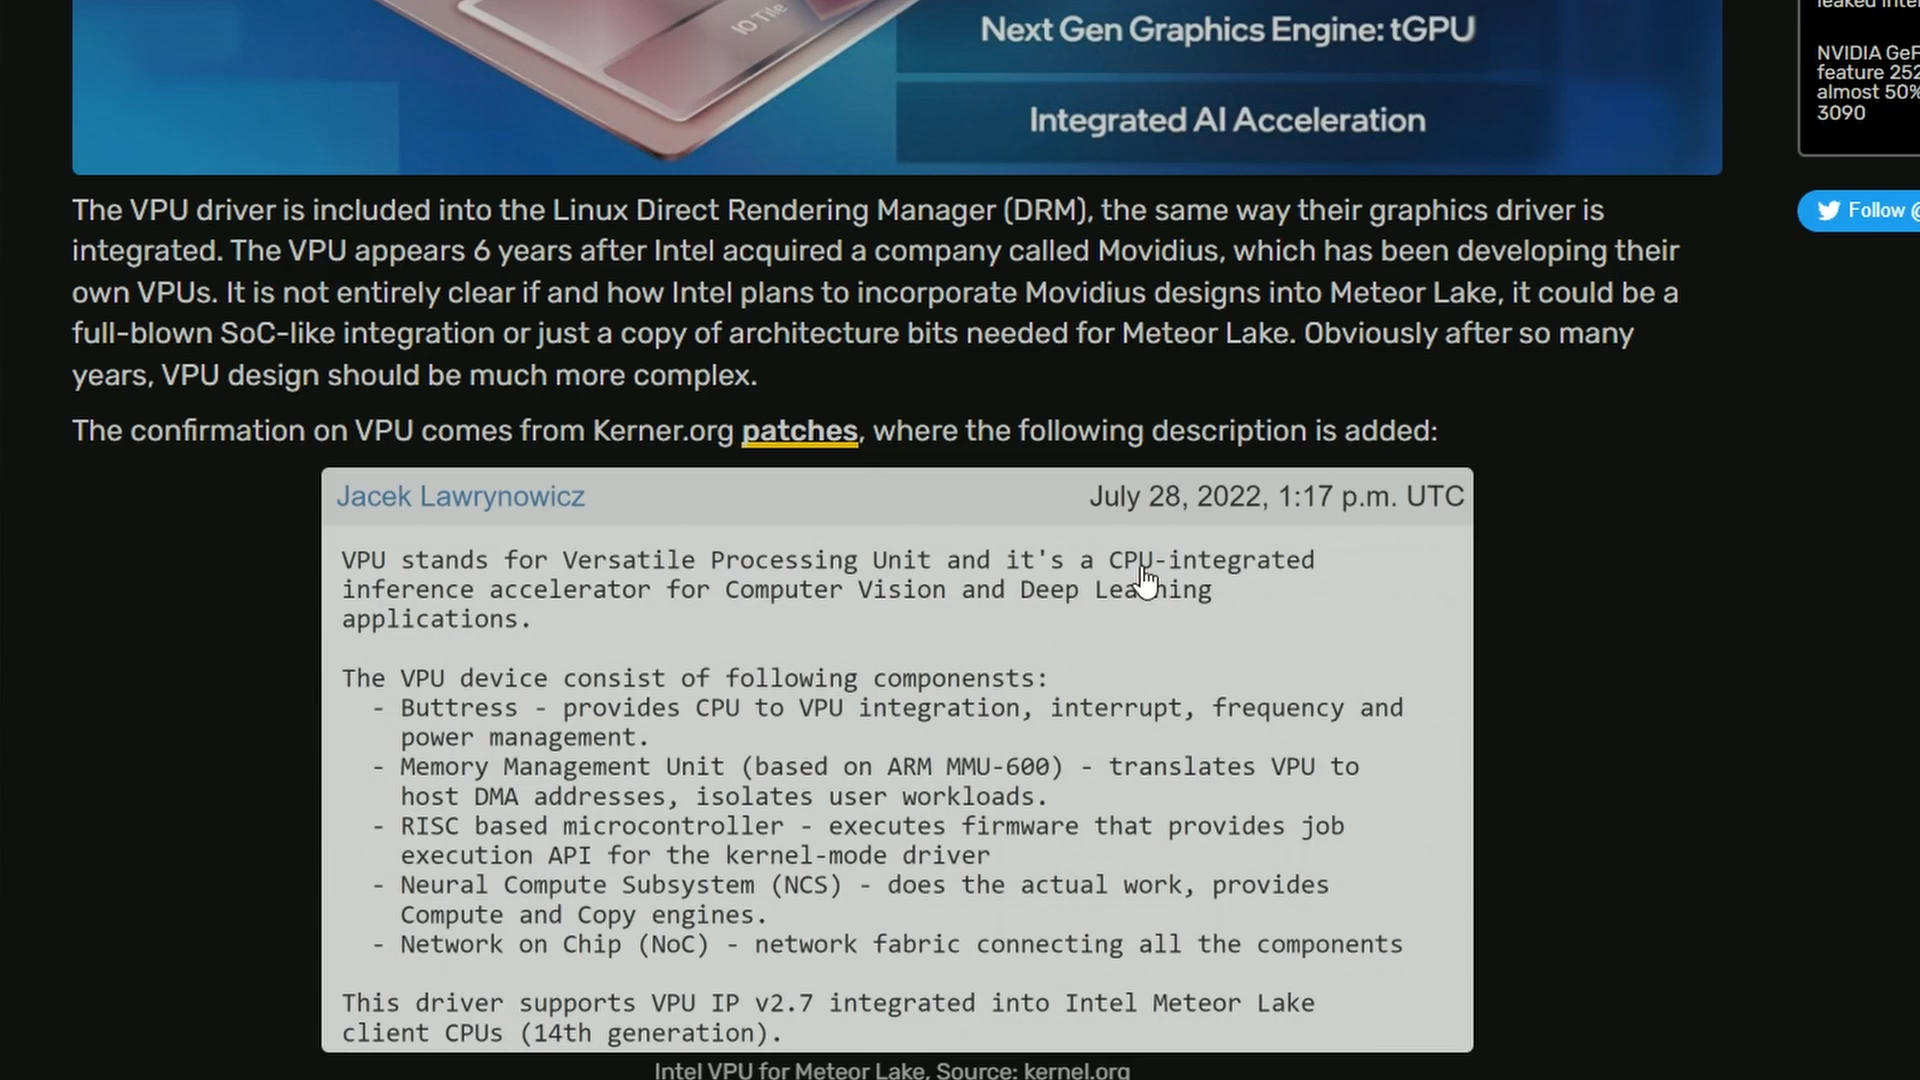 IO Tile
Next Gen Graphics Engine: tGPU
Integrated AI Acceleration
NVIDIA GeF
feature 252
almost 50%
3090
Follow @
The VPU driver is included into the Linux Direct Rendering Manager (DRM), the same way their graphics driver is
integrated. The VPU appears 6 years after Intel acquired a company called Movidius, which has been developing their
own VPUs. It is not entirely clear if and how Intel plans to incorporate Movidius designs into Meteor Lake, it could be a
full-blown SoC-like integration or just a copy of architecture bits needed for Meteor Lake. Obviously after so many
years, VPU design should be much more complex.
The confirmation on VPU comes from Kerner.org patches, where the following description is added:
Jacek Lawrynowicz July 28, 2022, 1:17 p.m. UTC
VPU stands for Versatile Processing Unit and it's a CPU-integrated
inference accelerator for Computer Vision and Deep Learning
applications.
The VPU device consist of following componensts:
- Buttress - provides CPU to VPU integration, interrupt, frequency and
power management.
- Memory Management Unit (based on ARM MMU-600) - translates VPU to
host DMA addresses, isolates user workloads.
- RISC based microcontroller - executes firmware that provides job
execution API for the kernel-mode driver
- Neural Compute Subsystem (NCS) - does the actual work, provides
Compute and Copy engines.
- Network on Chip (NoC) - network fabric connecting all the components
This driver supports VPU IP v2.7 integrated into Intel Meteor Lake
client CPUs (14th generation).
Intel VPU for Meteor Lake, Source: kernel.org